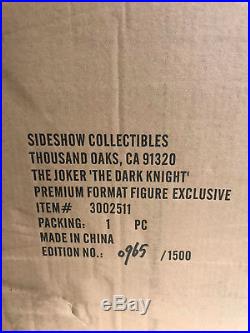 SIDESHOW COLLECTIBLES
THOUSAND OAKS, CA 91320
THE JOKER 'THE DARK KNIGHT'
PREMIUM FORMAT FIGURE EXCLUSIVE
ITEM# 3002511
PACKING: 1 PC
MADE IN CHINA
EDITION NO.: 0965 /1500